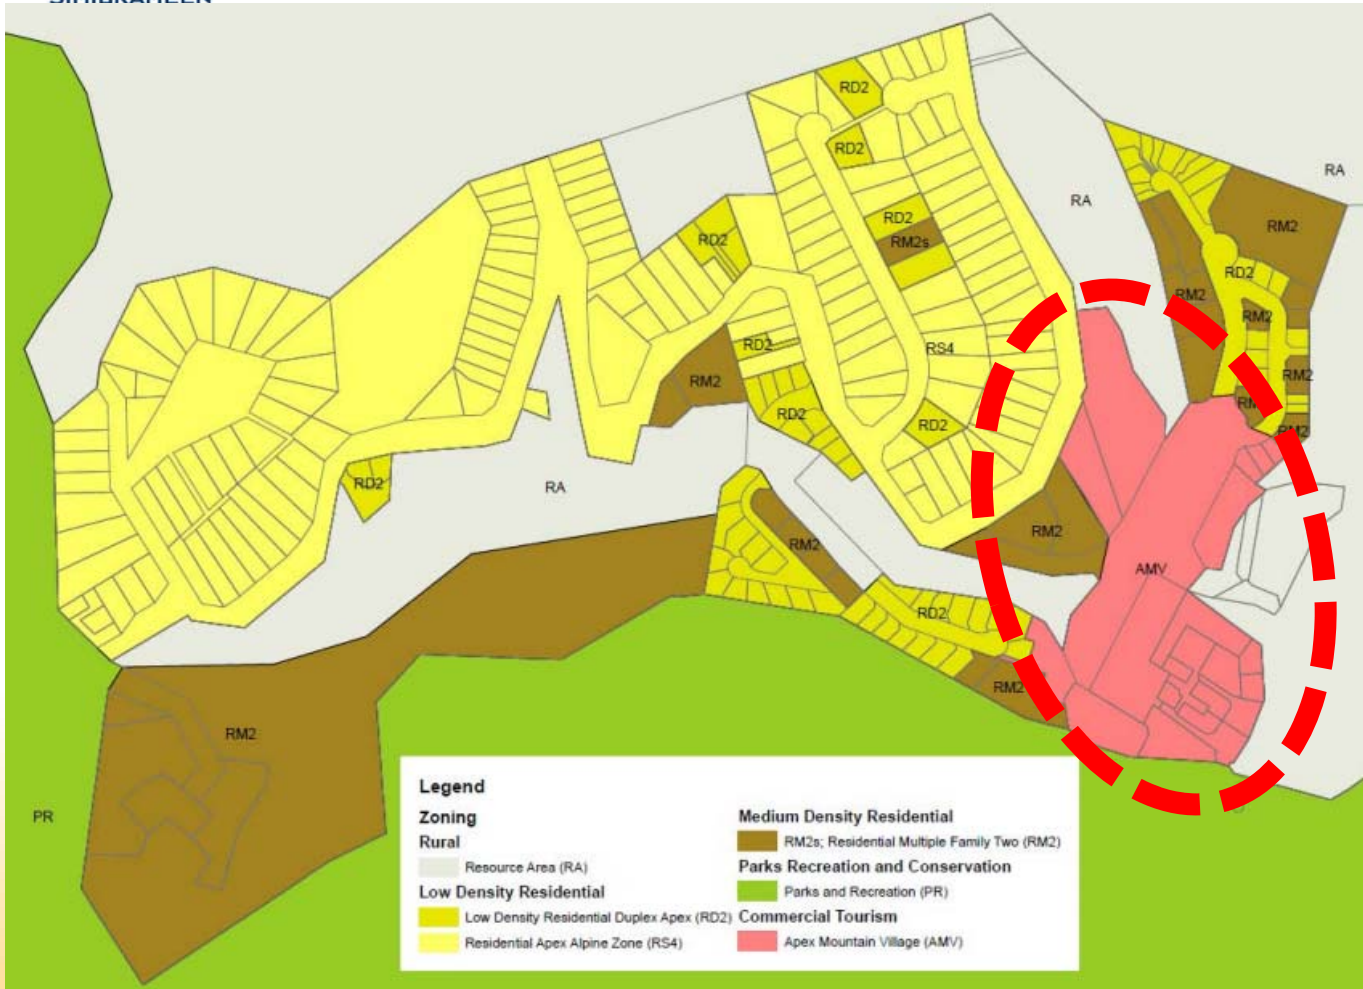 RD2
RD2
RA
RA
RD2
RM2s
RM2
RD2
RD2
RM2
RM2
RS4
RD2
RM2
RM2
RD2
RD2
RM2
RD2
RA
RM2
RM2
AMV
RD2
RM2
RM2
PR
Legend
Zoning
Rural
Resource Area (RA)
Low Density Residential
Low Density Residential Duplex Apex (RD2)
Residential Apex Alpine Zone (RS4)
Medium Density Residential
RM2s; Residential Multiple Family Two (RM2)
Parks Recreation and Conservation
Parks and Recreation (PR)
Commercial Tourism
Apex Mountain Village (AMV)